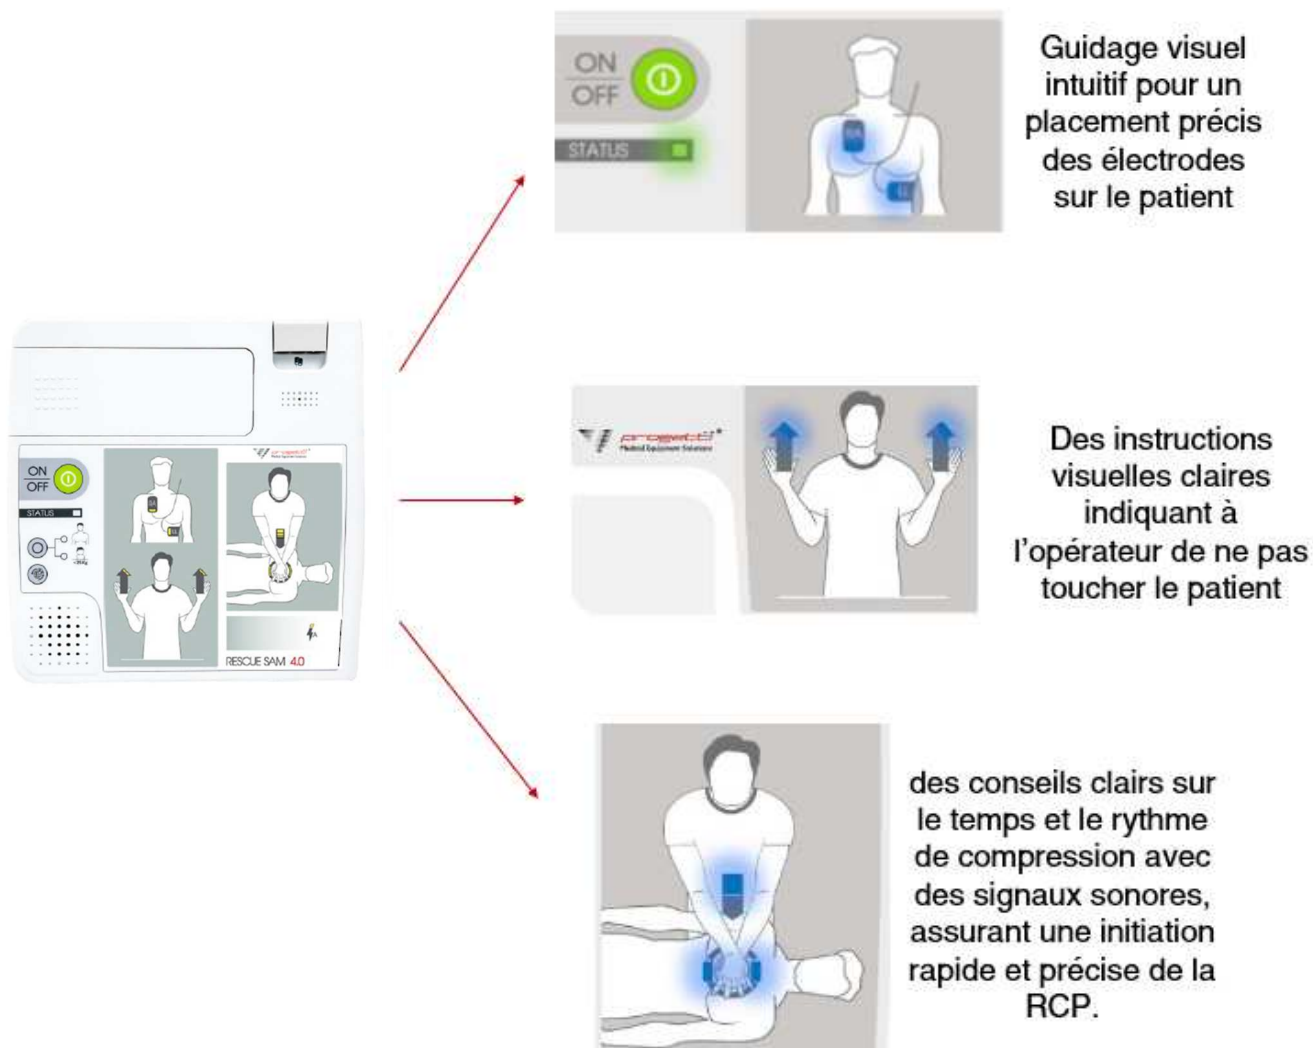 ON
OFF
STATUS
Guidage visuel
intuitif pour un
placement précis
des électrodes
sur le patient
progetti
Medical Equipment Solutions
Des instructions
visuelles claires
indiquant à
l'opérateur de ne pas
toucher le patient
des conseils clairs sur
le temps et le rythme
de compression avec
des signaux sonores,
assurant une initiation
rapide et précise de la
RCP.
progetti
ON
OFF
STATUS
RESCUE SAM 4.0